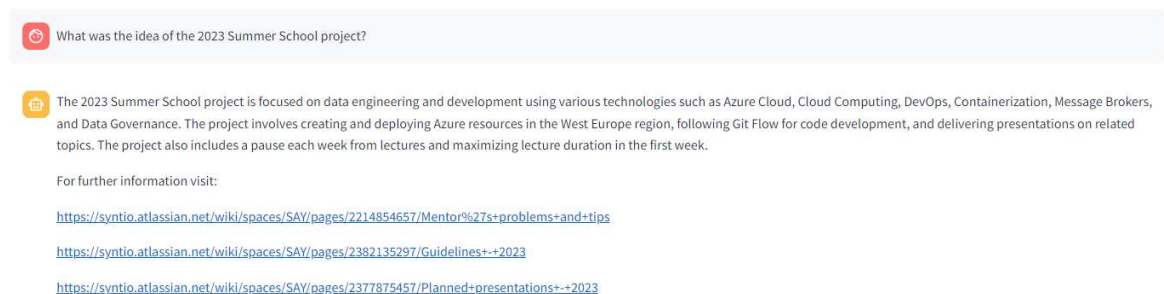 What was the idea of the 2023 Summer School project?
The 2023 Summer School project is focused on data engineering and development using various technologies such as Azure Cloud, Cloud Computing, DevOps, Containerization, Message Brokers,
and Data Governance. The project involves creating and deploying Azure resources in the West Europe region, following Git Flow for code development, and delivering presentations on related
topics. The project also includes a pause each week from lectures and maximizing lecture duration in the first week.
For further information visit:
https://syntio.atlassian.net/wiki/spaces/SAY/pages/2214854657/Mentor%27s+problems+and+tips
https://syntio.atlassian.net/wiki/spaces/SAY/pages/2382135297/Guidelines+-+2023
https://syntio.atlassian.net/wiki/spaces/SAY/pages/2377875457/Planned+presentations+-+2023